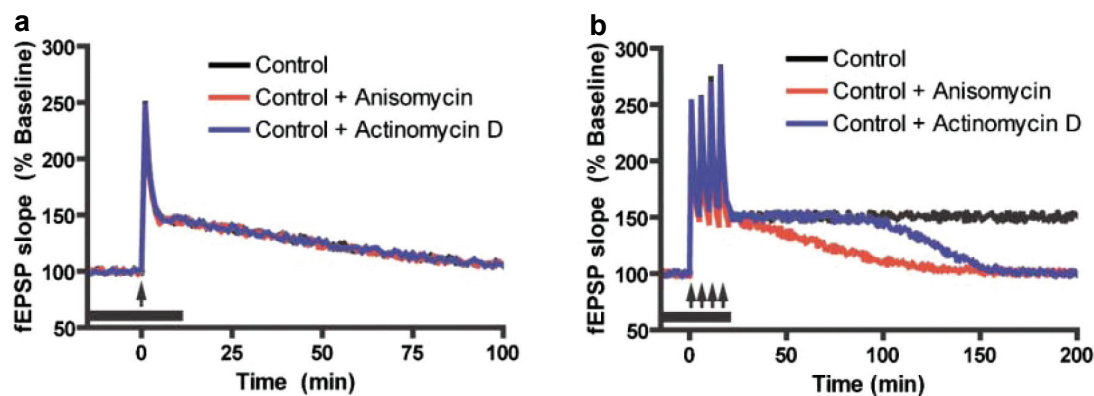 a
fEPSP slope (% Baseline)
300
250
200
150
100
50
Control
Control + Anisomycin
Control + Actinomycin D
0
25
50
75
100
Time (min)
b
fEPSP slope (% Baseline)
300
250
200
150
100
50
Control
Control + Anisomycin
Control + Actinomycin D
0
50
100
150
200
Time (min)